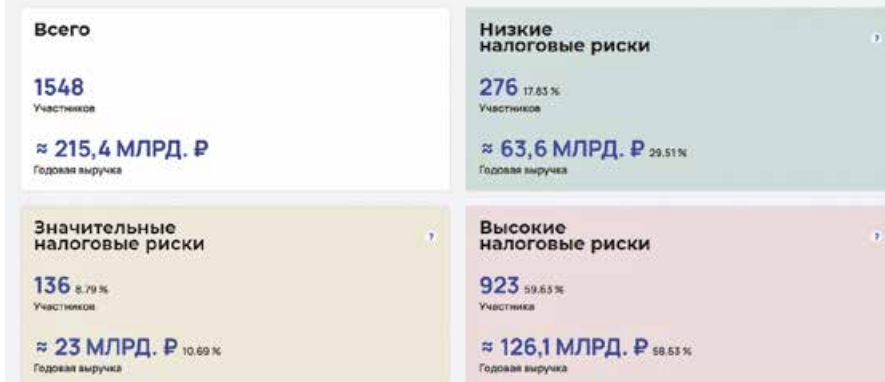 Всего
1548
Участников
≈ 215,4 МЛРД. ₽
Годовая выручка
Низкие
налоговые риски
?
276 17.83 %
Участников
≈ 63,6 МЛРД. ₽ 29.51 %
Годовая выручка
Значительные
налоговые риски
?
136 8.79 %
Участников
≈ 23 МЛРД. ₽ 10.69 %
Годовая выручка
Высокие
налоговые риски
?
923 59.63 %
Участника
≈ 126,1 МЛРД. ₽ 58.53 %
Годовая выручка